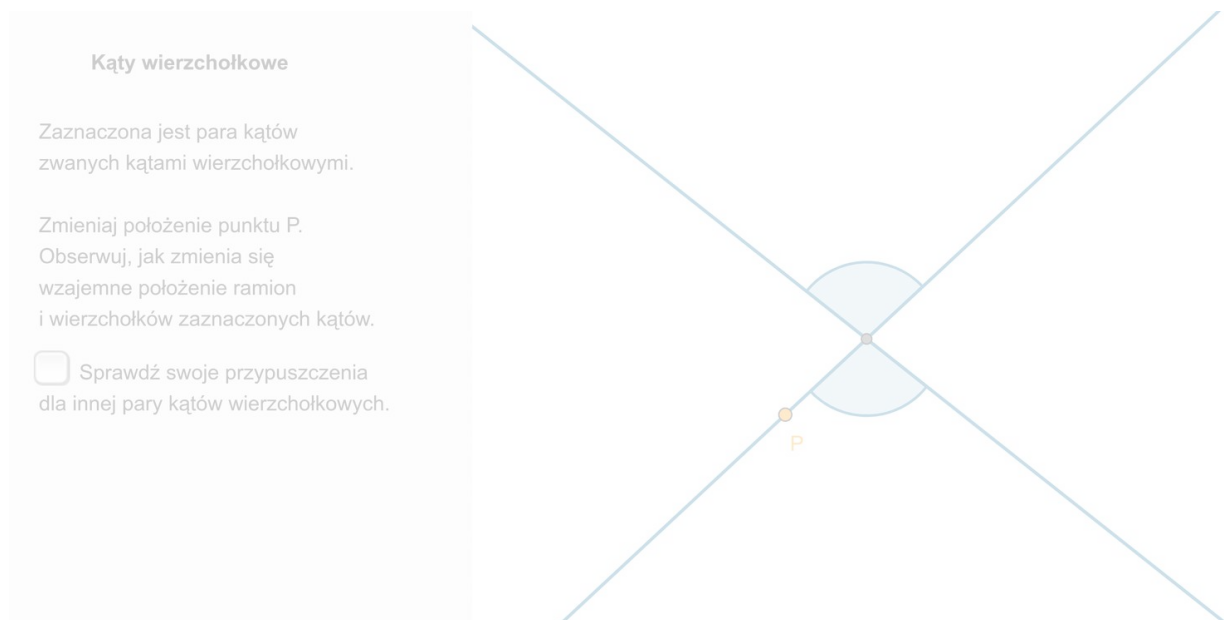 Kąty wierzchołkowe
Zaznaczona jest para kątów
zwanych kątami wierzchołkowymi.
Zmieniaj położenie punktu P.
Obserwuj, jak zmienia się
wzajemne położenie ramion
i wierzchołków zaznaczonych kątów.
Sprawdź swoje przypuszczenia
dla innej pary kątów wierzchołkowych.
P